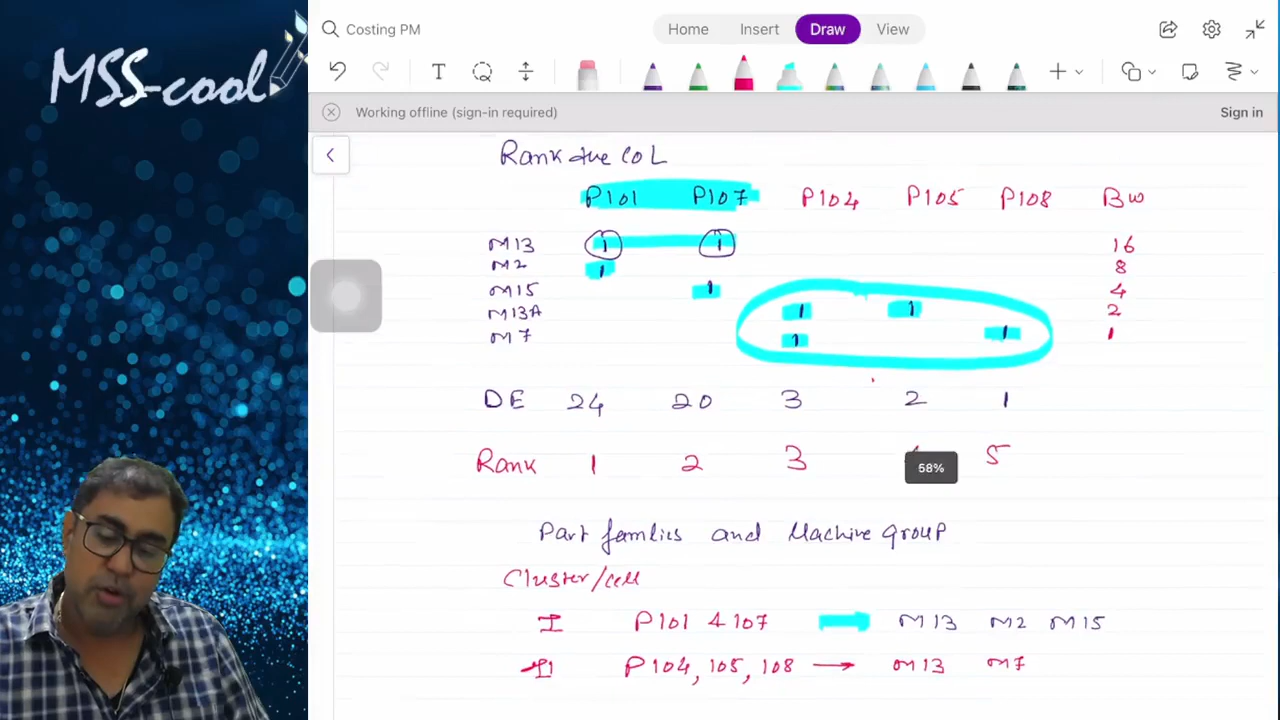 MSS-cool
Costing PM
Home Insert Draw View
Working offline (sign-in required)
Sign in
Rank the COL
P101 P107 P104 P105 P108 BW
M13 1 1 16
M2 1 8
M15 1 4
M13A 1 1 2
M7 1 1 1
DE 24 20 3 2 1
Rank 1 2 3 5
58%
Part families and Machine group
Cluster/cell
I P101 & 107 M13 M2 M15
II P104, 105, 108 → M13 M7